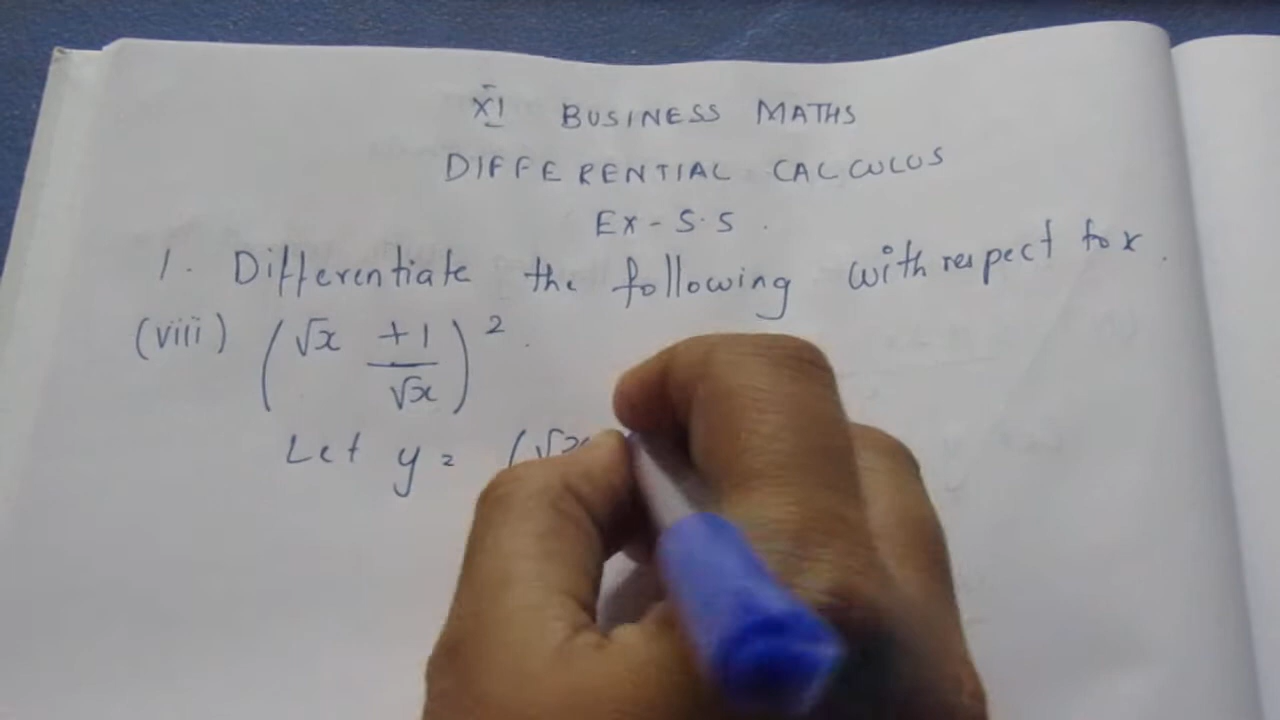 XI BUSINESS MATHS
DIFFERENTIAL CALCULUS
Ex - 5.5.
1. Differentiate the following with respect to x.
(viii) (√x +1/√x)².
Let y = (√x